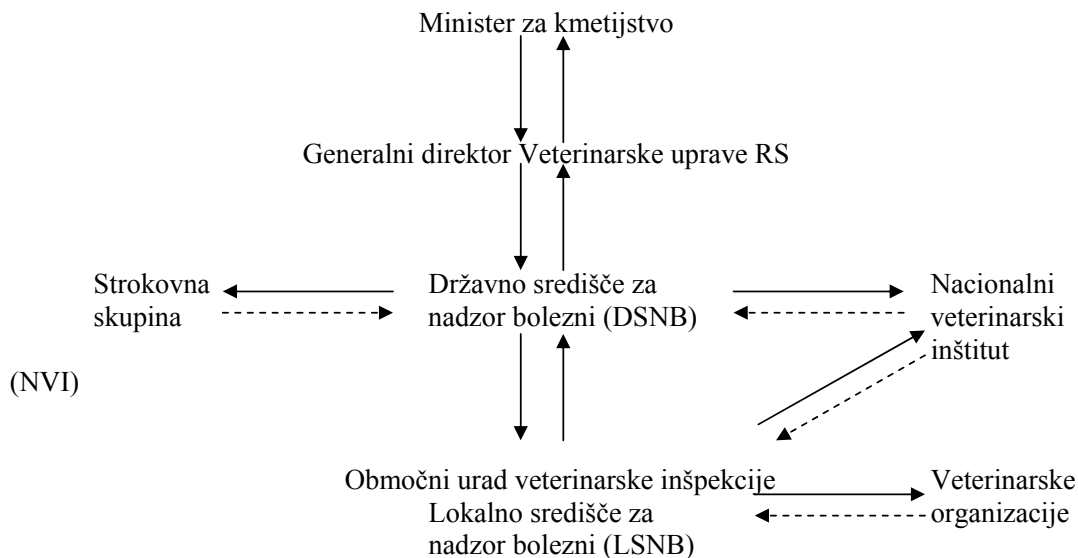 Minister za kmetijstvo
Generalni direktor Veterinarske uprave RS
Strokovna
skupina
Državno središče za
nadzor bolezni (DSNB)
Nacionalni
veterinarski
inštitut
(NVI)
Območni urad veterinarske inšpekcije
Lokalno središče za
nadzor bolezni (LSNB)
Veterinarske
organizacije